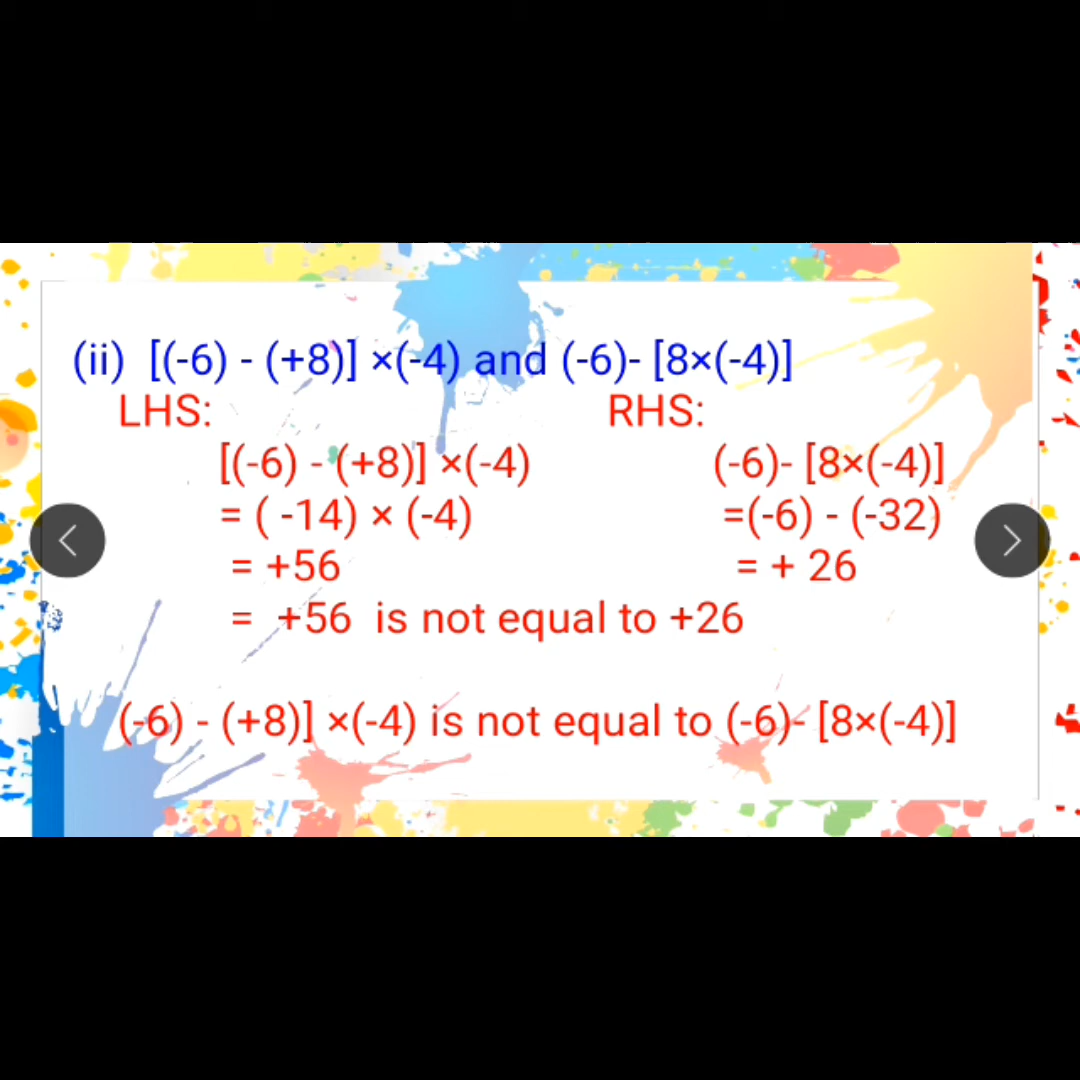 (ii) [(-6) - (+8)] ×(-4) and (-6)- [8×(-4)]
LHS: RHS:
[(-6) - (+8)] ×(-4) (-6)- [8×(-4)]
= ( -14) × (-4) =(-6) - (-32)
= +56 = + 26
= +56 is not equal to +26
(-6) - (+8)] ×(-4) is not equal to (-6)- [8×(-4)]